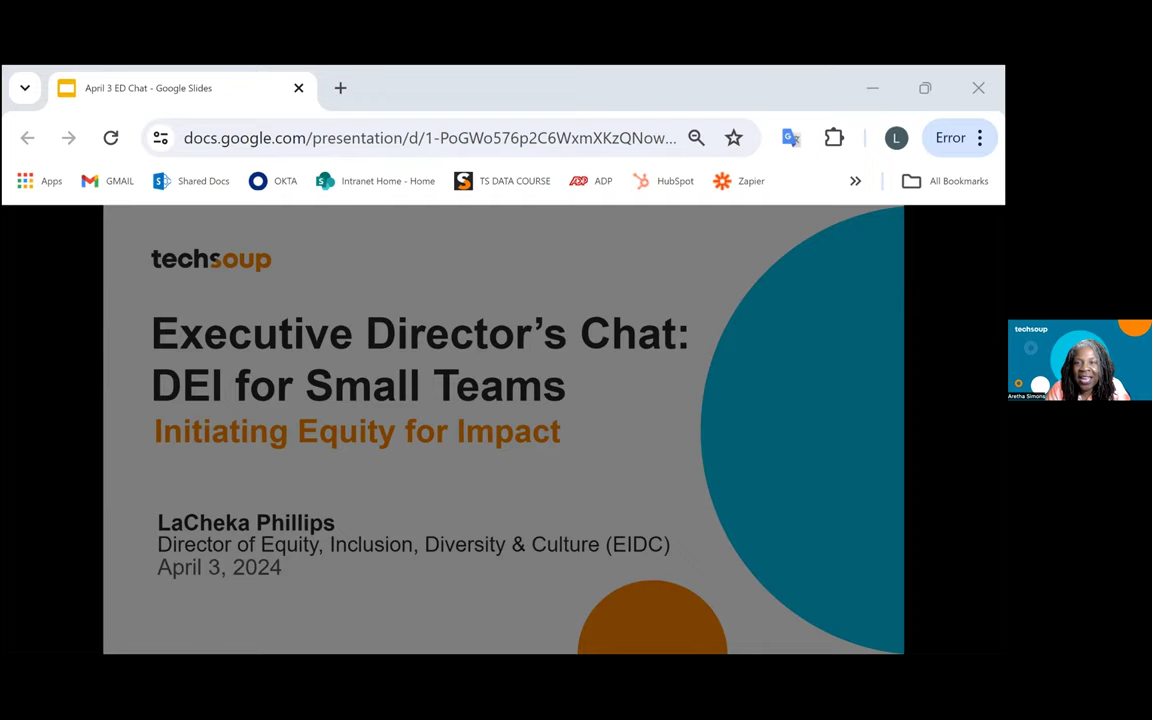 April 3 ED Chat - Google Slides
docs.google.com/presentation/d/1-PoGWo576p2C6WxmXKzQNow...
Error
L
Apps
GMAIL
Shared Docs
OKTA
Intranet Home - Home
TS DATA COURSE
ADP
HubSpot
Zapier
All Bookmarks
techsoup
Executive Director's Chat:
DEI for Small Teams
Initiating Equity for Impact
LaCheka Phillips
Director of Equity, Inclusion, Diversity & Culture (EIDC)
April 3, 2024
techsoup
Aretha Simons